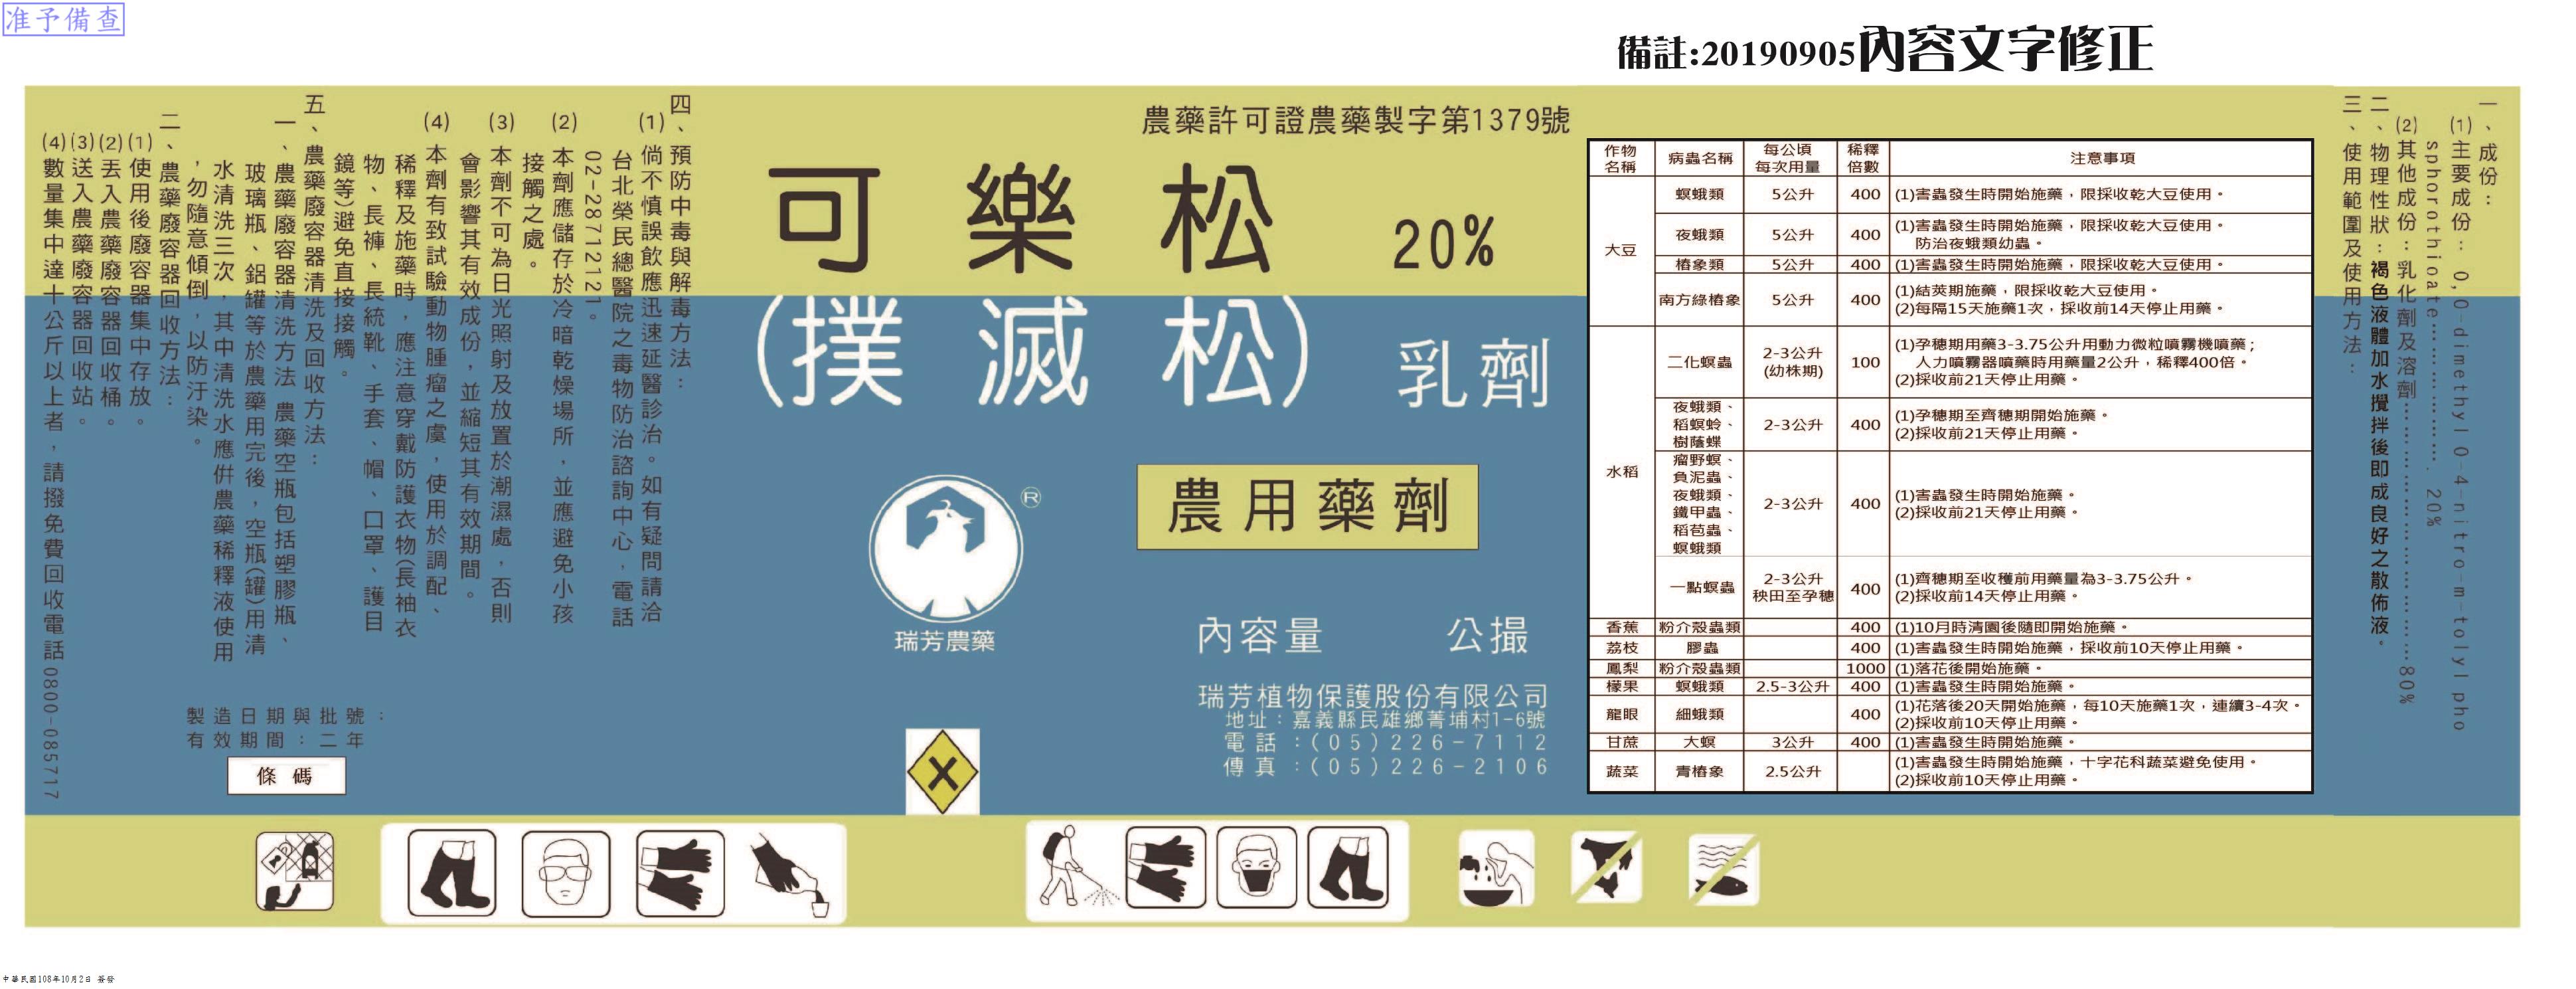 准予備查
備註:20190905內容文字修正
一、成份：
(1)主要成份：0,0-dimethyl 0-4-nitro-m-tolyl pho
sphorothioate………………. 20%
(2)其他成份：乳化劑及溶劑……………………………80%
二、物理性狀：褐色液體加水攪拌後即成良好之散佈液。
三、使用範圍及使用方法：
作物名稱 病蟲名稱 每公頃每次用量 稀釋倍數 注意事項
大豆 螟蛾類 5公升 400 (1)害蟲發生時開始施藥，限採收乾大豆使用。
夜蛾類 5公升 400 (1)害蟲發生時開始施藥，限採收乾大豆使用。
防治夜蛾類幼蟲。
椿象類 5公升 400 (1)害蟲發生時開始施藥，限採收乾大豆使用。
南方綠椿象 5公升 400 (1)結莢期施藥，限採收乾大豆使用。
(2)每隔15天施藥1次，採收前14天停止用藥。
水稻 二化螟蟲 2-3公升(幼株期) 100 (1)孕穗期用藥3-3.75公升用動力微粒噴霧機噴藥；
人力噴霧器噴藥時用藥量2公升，稀釋400倍。
(2)採收前21天停止用藥。
夜蛾類、稻螟蛉、樹蔭蝶 2-3公升 400 (1)孕穗期至齊穗期開始施藥。
(2)採收前21天停止用藥。
瘤野螟、負泥蟲、夜蛾類、鐵甲蟲、稻苞蟲、螟蛾類 2-3公升 400 (1)害蟲發生時開始施藥。
(2)採收前21天停止用藥。
一點螟蟲 2-3公升秧田至孕穗 400 (1)齊穗期至收穫前用藥量為3-3.75公升。
(2)採收前14天停止用藥。
香蕉 粉介殼蟲類 400 (1)10月時清園後隨即開始施藥。
荔枝 膠蟲 400 (1)害蟲發生時開始施藥，採收前10天停止用藥。
鳳梨 粉介殼蟲類 1000 (1)落花後開始施藥。
檬果 螟蛾類 2.5-3公升 400 (1)害蟲發生時開始施藥。
龍眼 細蛾類 400 (1)花落後20天開始施藥，每10天施藥1次，連續3-4次。
(2)採收前10天停止用藥。
甘蔗 大螟 3公升 400 (1)害蟲發生時開始施藥。
蔬菜 青椿象 2.5公升 (1)害蟲發生時開始施藥，十字花科蔬菜避免使用。
(2)採收前10天停止用藥。
農藥許可證農藥製字第1379號
可樂松 20%
(撲滅松) 乳劑
農用藥劑
®
瑞芳農藥
內容量 公撮
瑞芳植物保護股份有限公司
地址：嘉義縣民雄鄉菁埔村1-6號
電話：(05)226-7112
傳真：(05)226-2106
四、預防中毒與解毒方法：
(1)倘不慎誤飲應迅速延醫診治。如有疑問請洽
台北榮民總醫院之毒物防治諮詢中心，電話
02-28712121。
(2)本劑應儲存於冷暗乾燥場所，並應避免小孩
接觸之處。
(3)本劑不可為日光照射及放置於潮濕處，否則
會影響其有效成份，並縮短其有效期間。
(4)本劑有致試驗動物腫瘤之虞，使用於調配、
稀釋及施藥時，應注意穿戴防護衣物(長袖衣
物、長褲、長統靴、手套、帽、口罩、護目
鏡等)避免直接接觸。
五、農藥廢容器清洗及回收方法：
一、農藥廢容器清洗方法 農藥空瓶包括塑膠瓶、
玻璃瓶、鋁罐等於農藥用完後，空瓶(罐)用清
水清洗三次，其中清洗水應併農藥稀釋液使用
，勿隨意傾倒，以防汙染。
二、農藥廢容器回收方法：
(1)使用後廢容器集中存放。
(2)丟入農藥廢容器回收桶。
(3)送入農藥廢容器回收站。
(4)數量集中達十公斤以上者，請撥免費回收電話0800-085717
製造日期與批號：
有效期間：二年
條碼
中華民國108年10月2日 簽發